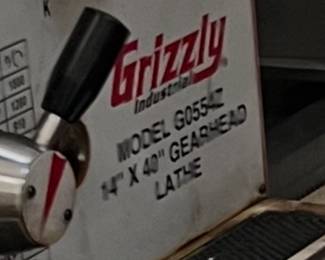 K
Grizzly
Industrial
MODEL G0554Z
14" X 40" GEARHEAD
LATHE